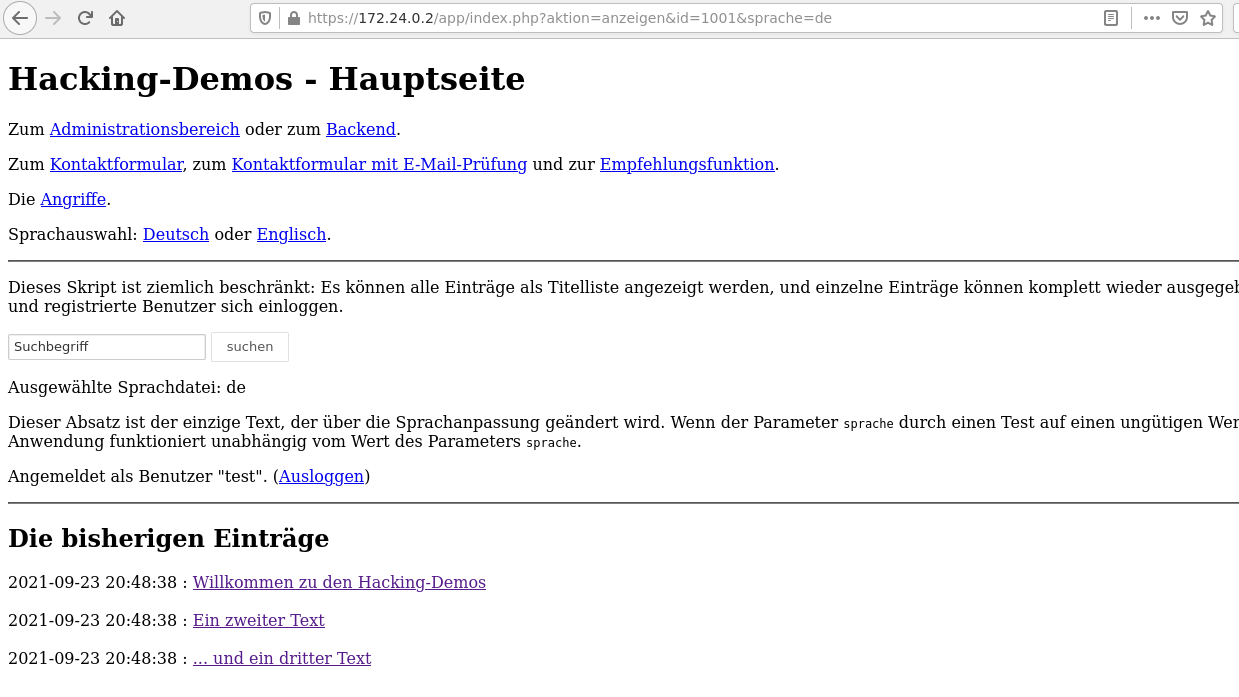 https://172.24.0.2/app/index.php?aktion=anzeigen&id=1001&sprache=de
Hacking-Demos - Hauptseite
Zum Administrationsbereich oder zum Backend.
Zum Kontaktformular, zum Kontaktformular mit E-Mail-Prüfung und zur Empfehlungsfunktion.
Die Angriffe.
Sprachauswahl: Deutsch oder Englisch.
Dieses Skript ist ziemlich beschränkt: Es können alle Einträge als Titelliste angezeigt werden, und einzelne Einträge können komplett wieder
und registrierte Benutzer sich einloggen.
Suchbegriff suchen
Ausgewählte Sprachdatei: de
Dieser Absatz ist der einzige Text, der über die Sprachanpassung geändert wird. Wenn der Parameter sprache durch einen Test auf einen ungütigen
Anwendung funktioniert unabhängig vom Wert des Parameters sprache.
Angemeldet als Benutzer "test". (Ausloggen)
Die bisherigen Einträge
2021-09-23 20:48:38 : Willkommen zu den Hacking-Demos
2021-09-23 20:48:38 : Ein zweiter Text
2021-09-23 20:48:38 : ... und ein dritter Text